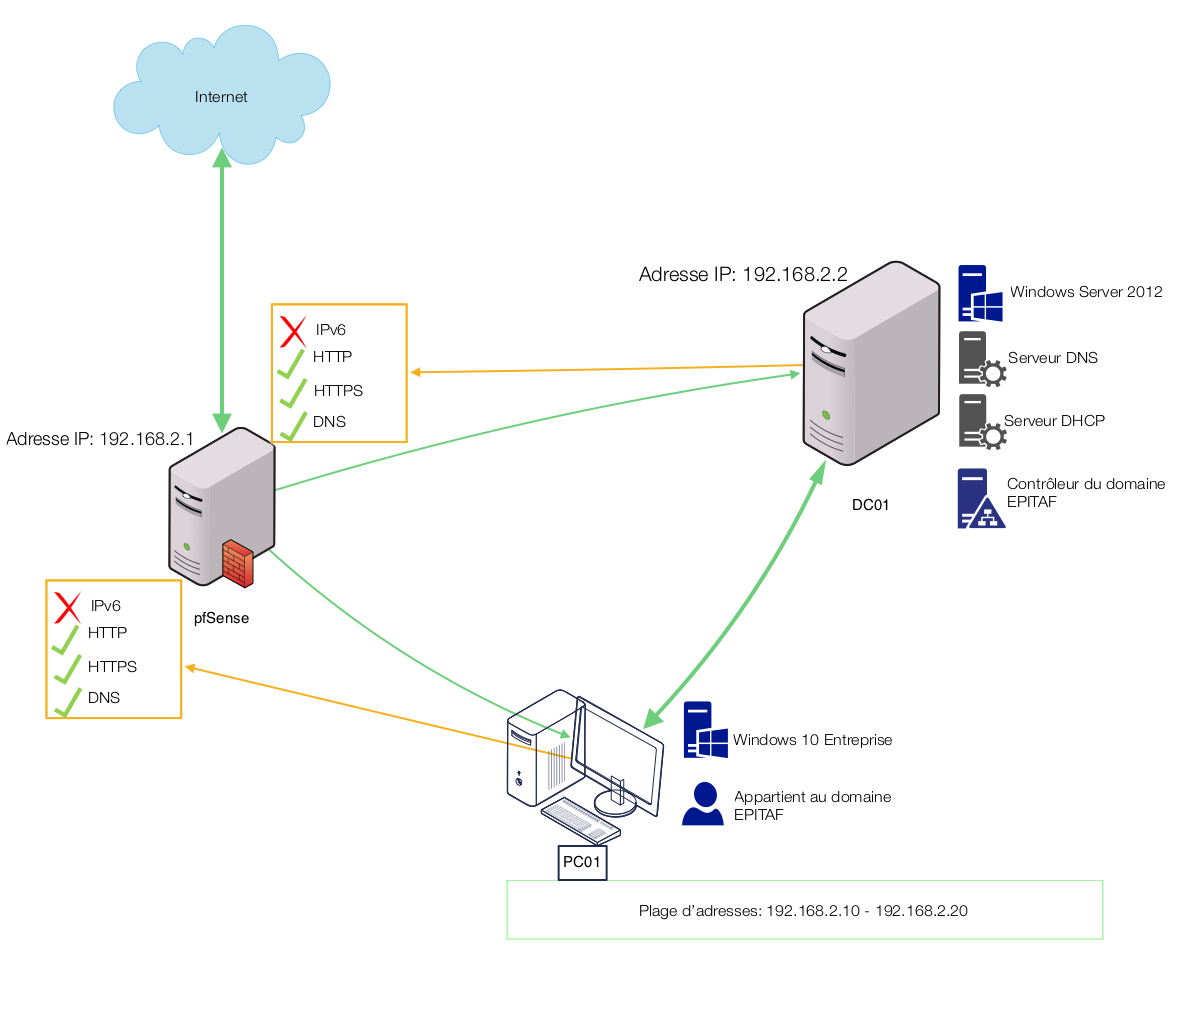 Internet
Adresse IP: 192.168.2.2
Windows Server 2012
Serveur DNS
Serveur DHCP
Contrôleur du domaine
EPITAF
DC01
IPv6
HTTP
HTTPS
DNS
Adresse IP: 192.168.2.1
pfSense
IPv6
HTTP
HTTPS
DNS
Windows 10 Entreprise
Appartient au domaine
EPITAF
PC01
Plage d'adresses: 192.168.2.10 - 192.168.2.20